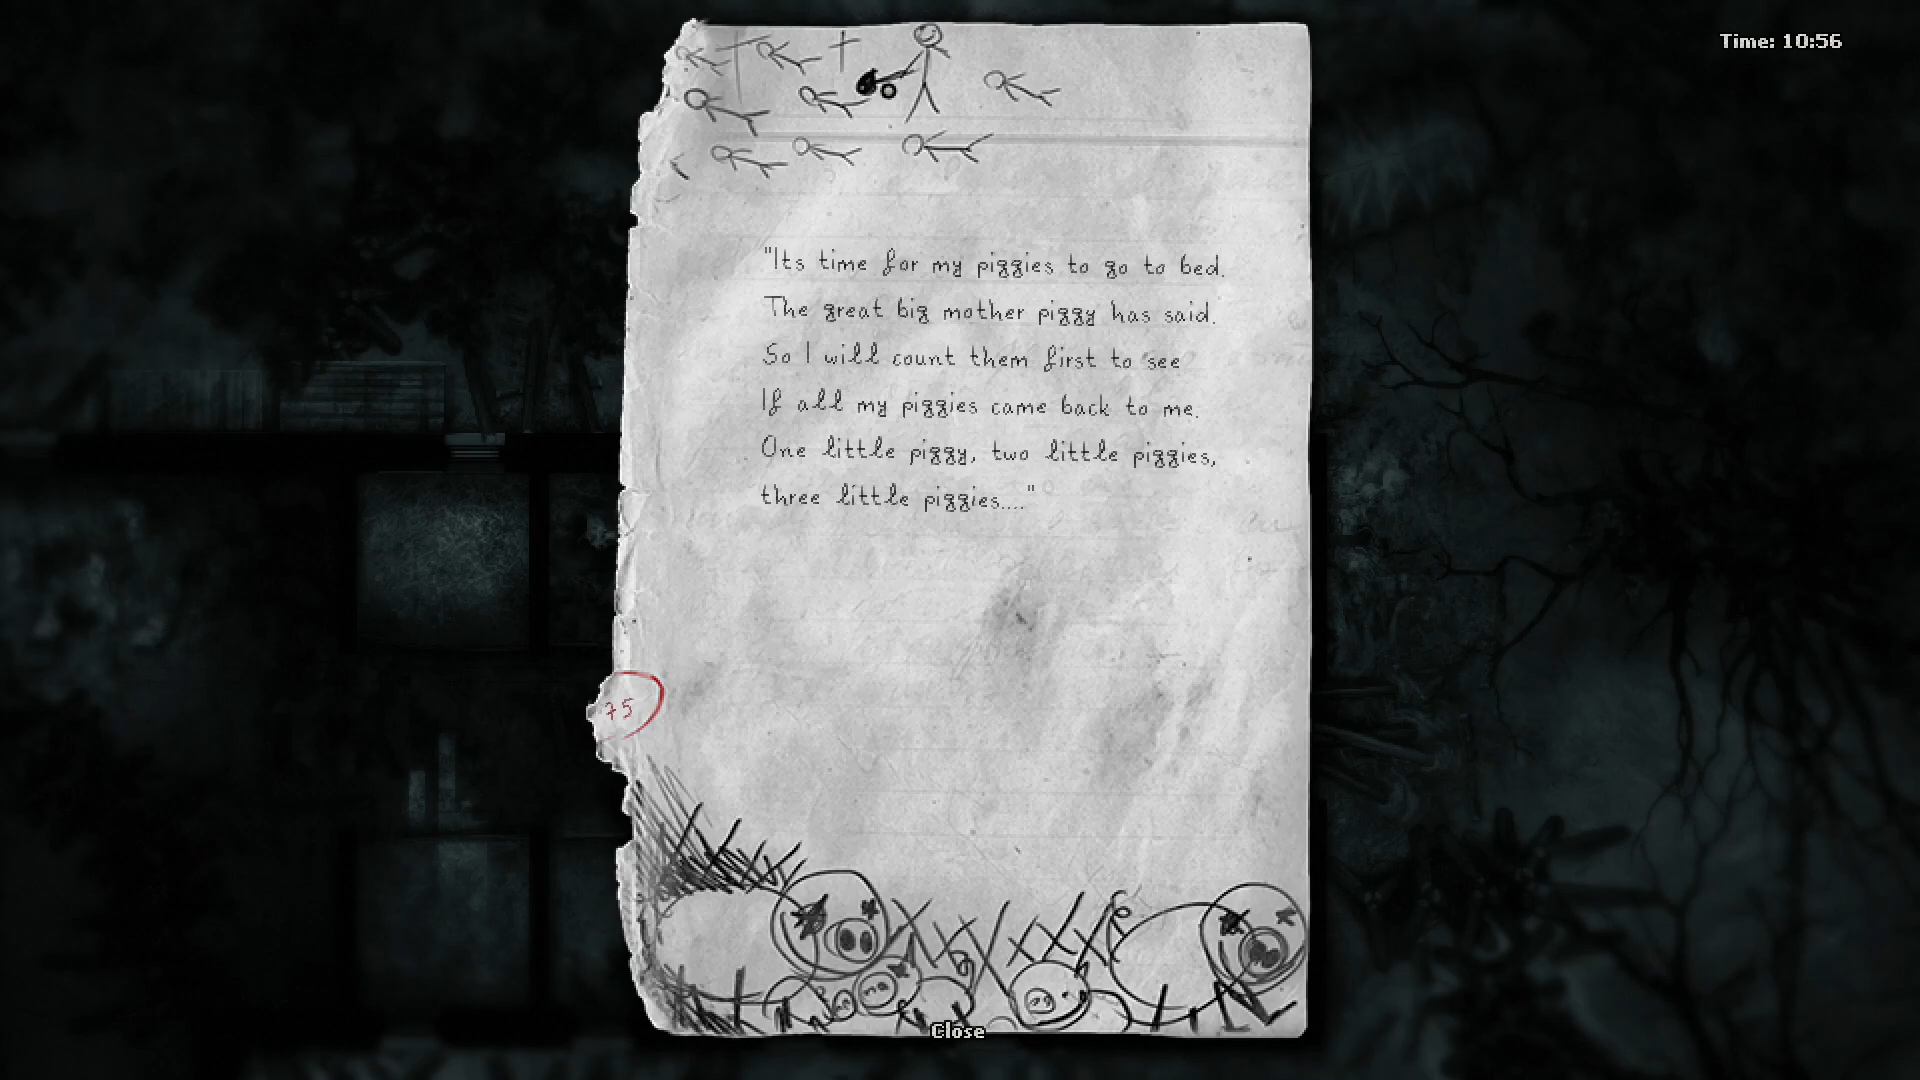 Time: 10:56
"Its time for my piggies to go to bed.
The great big mother piggy has said.
So I will count them first to see
If all my piggies came back to me.
One little piggy, two little piggies,
three little piggies...."
75
Close